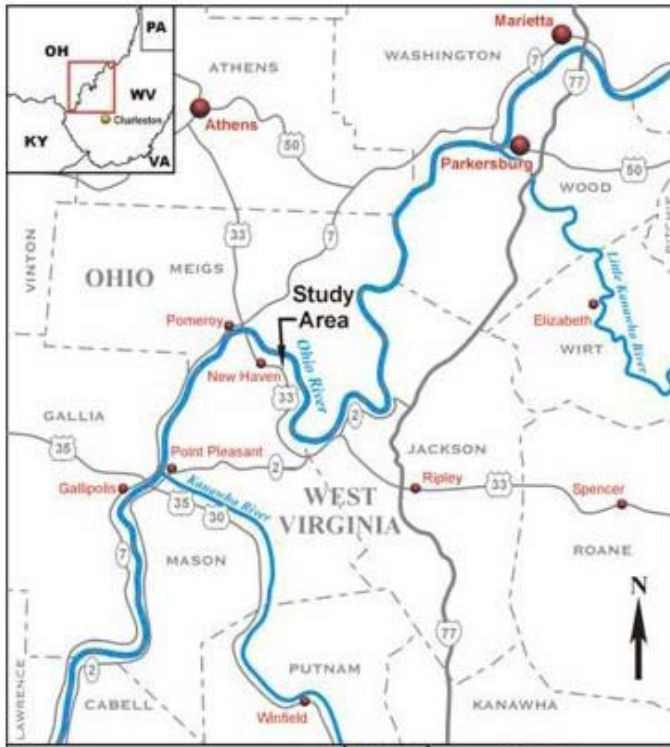 PA
OH
WV
Charleston
KY
VA
Marietta
WASHINGTON
7
77
ATHENS
Athens
50
Parkersburg
50
WOOD
RITCHIE
33
7
VINTON
OHIO
MEIGS
Study
Area
Little Kanawha River
Pomeroy
Elizabeth
WIRT
New Haven
Ohio River
33
GALLIA
2
35
Point Pleasant
2
JACKSON
Gallipolis
Kanawha River
35
30
WEST
VIRGINIA
Ripley
33
Spencer
ROANE
7
MASON
N
77
2
PUTNAM
LAWRENCE
CABELL
Winfield
KANAWHA